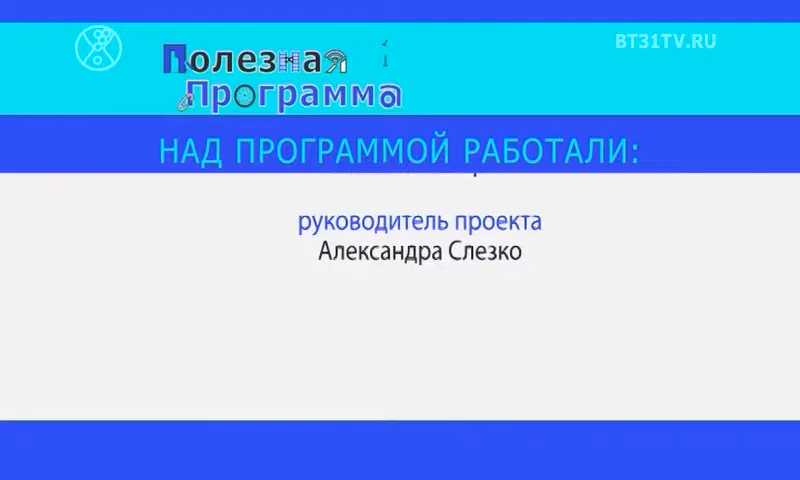 BT31TV.RU
Полезная
Программа
НАД ПРОГРАММОЙ РАБОТАЛИ:
руководитель проекта
Александра Слезко